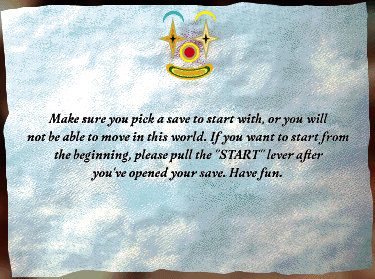 Make sure you pick a save to start with, or you will
not be able to move in this world. If you want to start from
the beginning, please pull the "START" lever after
you've opened your save. Have fun.